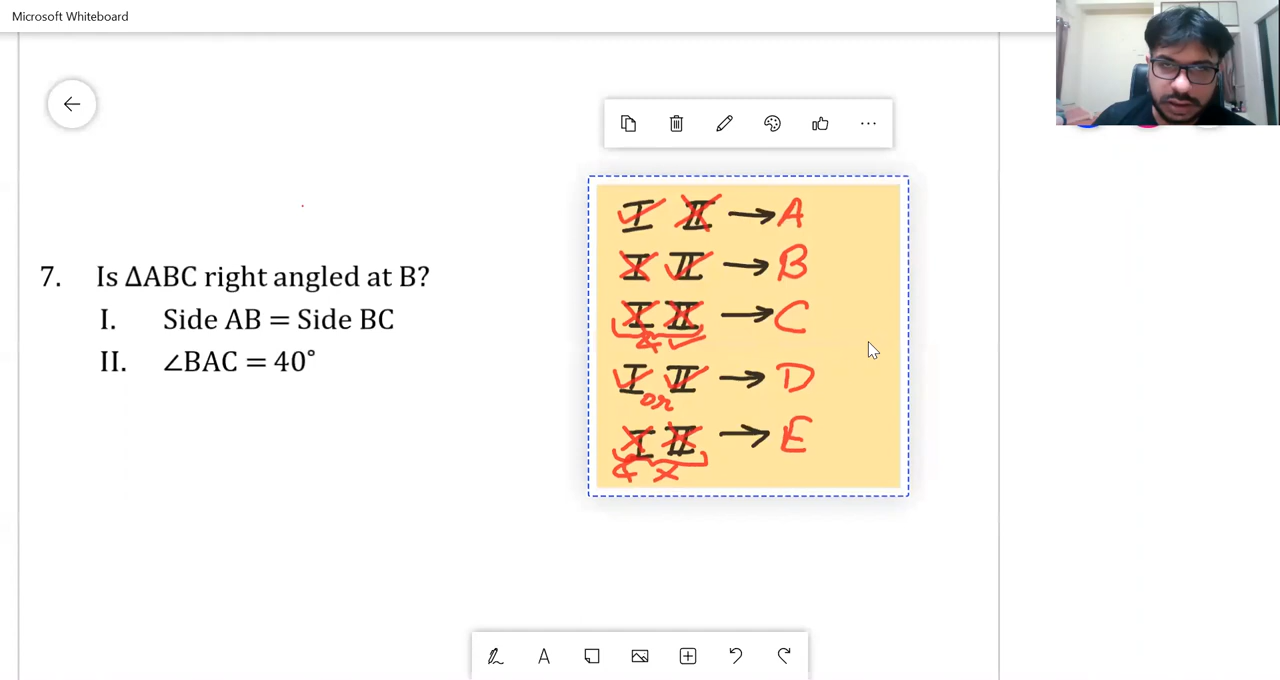 Microsoft Whiteboard
7. Is ΔABC right angled at B?
I. Side AB = Side BC
II. ∠BAC = 40°
I II → A
I II → B
I II → C
&
I II → D
or
I II → E
&
A